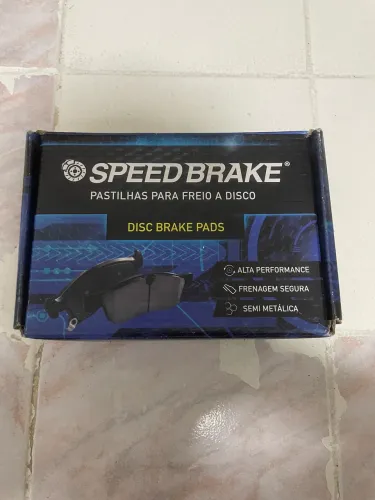 SPEED BRAKE®
PASTILHAS PARA FREIO A DISCO
DISC BRAKE PADS
ALTA PERFORMANCE
FRENAGEM SEGURA
SEMI METÁLICA